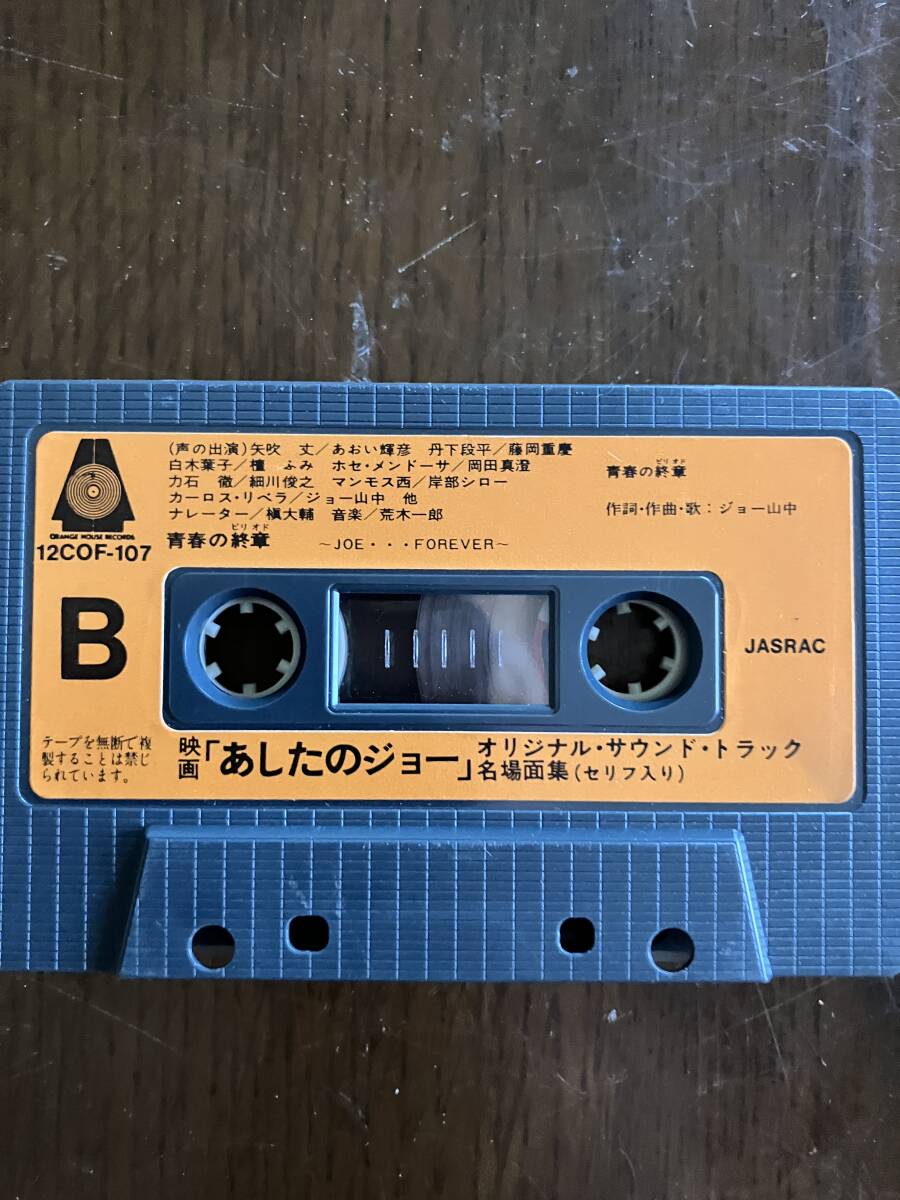 (声の出演)矢吹 丈/あおい輝彦 丹下段平/藤岡重慶
白木葉子/檀 ふみ ホセ・メンドーサ/岡田真澄
力石 徹/細川俊之 マンモス西/岸部シロー
カーロス・リベラ/ジョー山中 他
ナレーター/槇大輔 音楽/荒木一郎
ピリオド
青春の終章 ~JOE・・・FOREVER~
ピリオド
青春の終章
作詞・作曲・歌:ジョー山中
ORANGE HOUSE RECORDS
12COF-107
B
JASRAC
テープを無断で複
製することは禁じ
られています。
映画「あしたのジョー」オリジナル・サウンド・トラック
名場面集(セリフ入り)